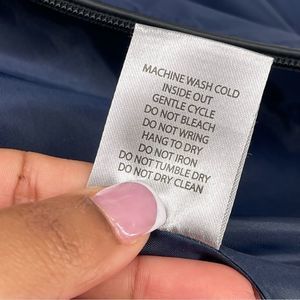 MACHINE WASH COLD
INSIDE OUT
GENTLE CYCLE
DO NOT BLEACH
DO NOT WRING
HANG TO DRY
DO NOT IRON
DO NOT TUMBLE DRY
DO NOT DRY CLEAN